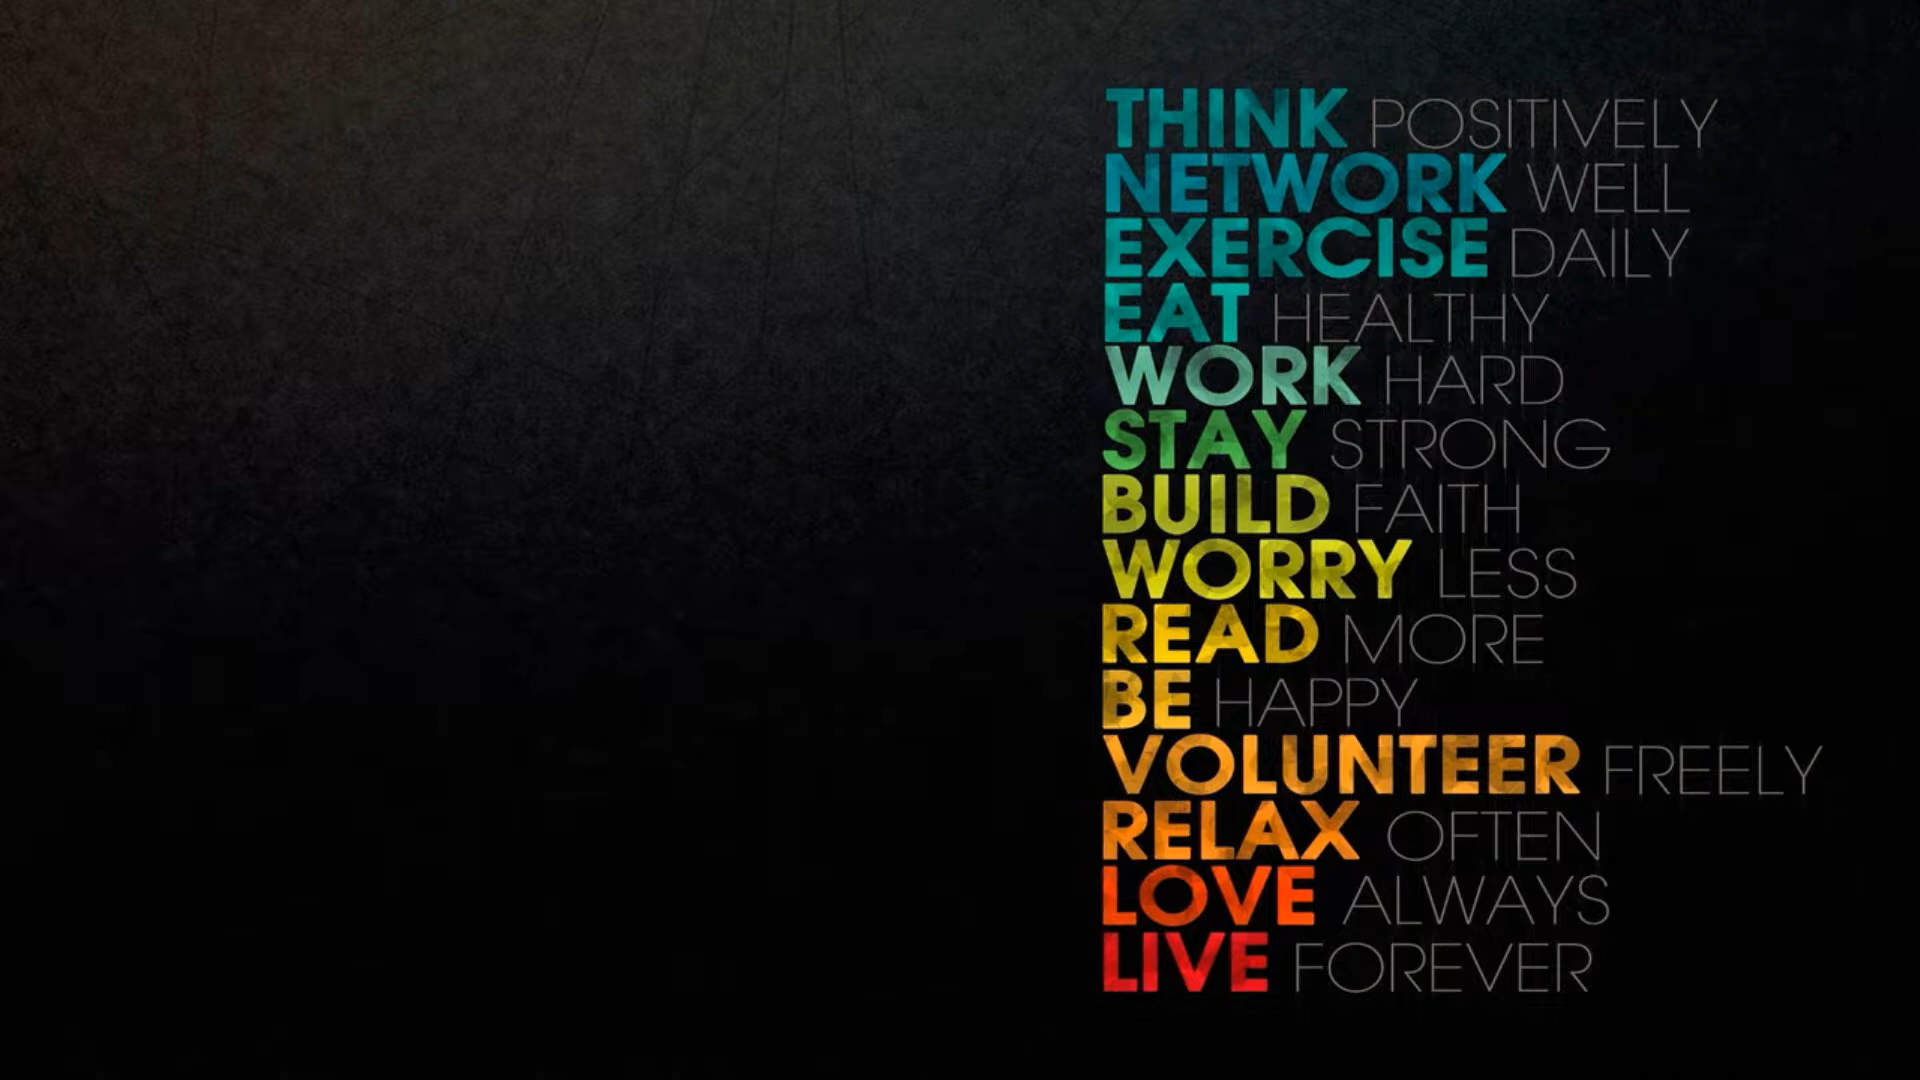 THINK POSITIVELY
NETWORK WELL
EXERCISE DAILY
EAT HEALTHY
WORK HARD
STAY STRONG
BUILD FAITH
WORRY LESS
READ MORE
BE HAPPY
VOLUNTEER FREELY
RELAX OFTEN
LOVE ALWAYS
LIVE FOREVER